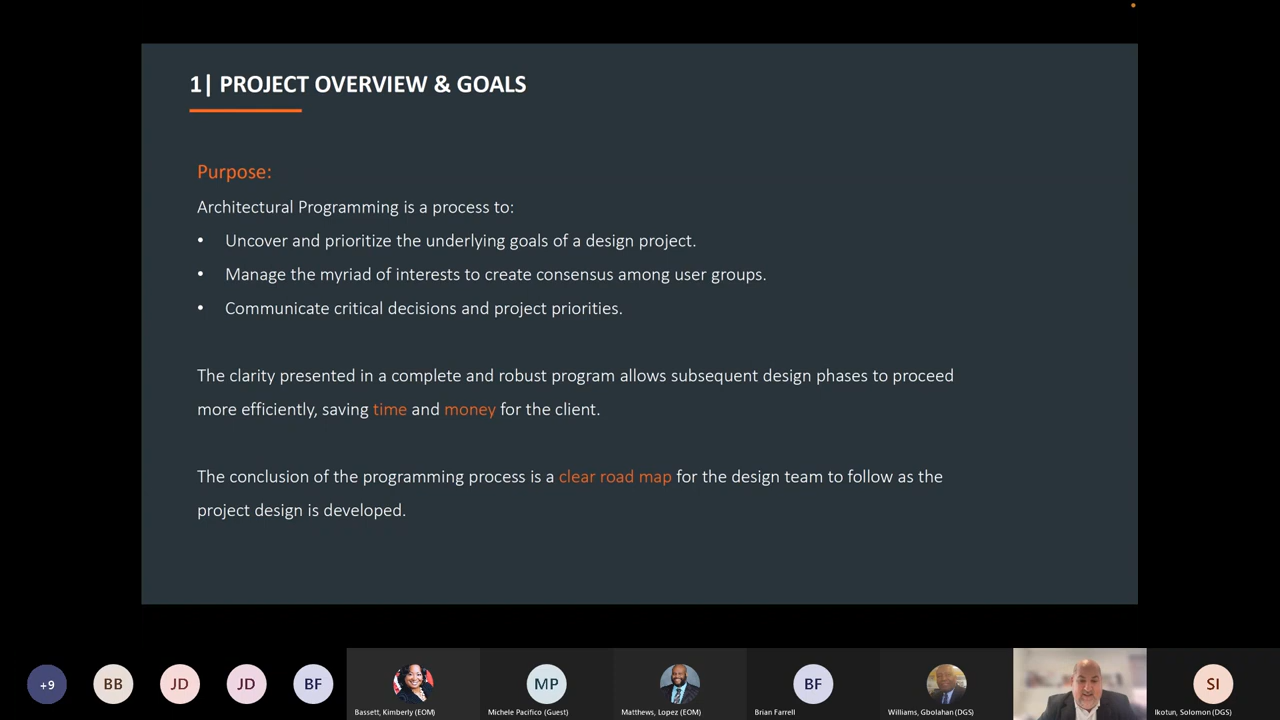 1| PROJECT OVERVIEW & GOALS
Purpose:
Architectural Programming is a process to:
• Uncover and prioritize the underlying goals of a design project.
• Manage the myriad of interests to create consensus among user groups.
• Communicate critical decisions and project priorities.
The clarity presented in a complete and robust program allows subsequent design phases to proceed
more efficiently, saving time and money for the client.
The conclusion of the programming process is a clear road map for the design team to follow as the
project design is developed.
+9
BB
JD
JD
BF
Bassett, Kimberly (EOM)
MP
Michele Pacifico (Guest)
Matthews, Lopez (EOM)
BF
Brian Farrell
Williams, Gbolahan (DGS)
SI
Ikotun, Solomon (DGS)